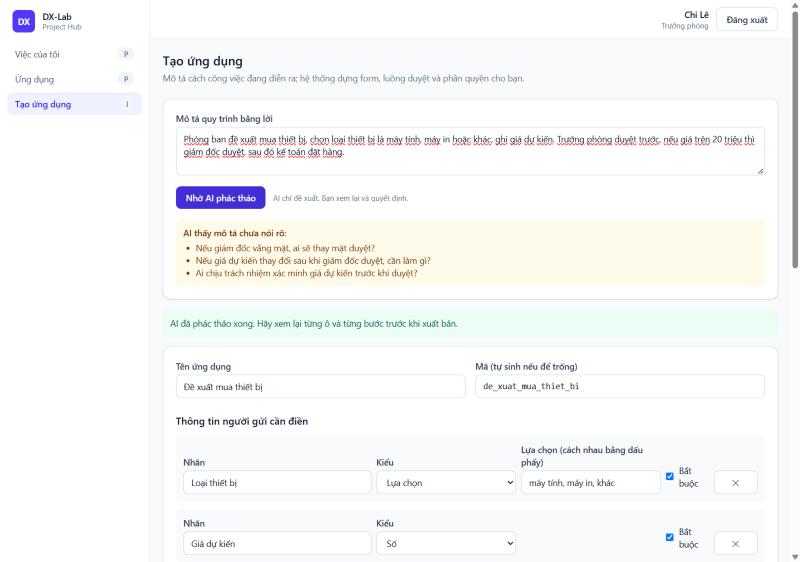 DX
DX-Lab
Project Hub
Việc của tôi P
Ứng dụng P
Tạo ứng dụng I
Chi Lê
Trưởng phòng
Đăng xuất
Tạo ứng dụng
Mô tả cách công việc đang diễn ra; hệ thống dựng form, luồng duyệt và phân quyền cho bạn.
Mô tả quy trình bằng lời
Phòng ban đề xuất mua thiết bị, chọn loại thiết bị là máy tính, máy in hoặc khác, ghi giá dự kiến. Trưởng phòng duyệt trước, nếu giá trên 20 triệu thì
giám đốc duyệt, sau đó kế toán đặt hàng.
Nhờ AI phác thảo
AI chỉ đề xuất. Bạn xem lại và quyết định.
AI thấy mô tả chưa nói rõ:
• Nếu giám đốc vắng mặt, ai sẽ thay mặt duyệt?
• Nếu giá dự kiến thay đổi sau khi giám đốc duyệt, cần làm gì?
• Ai chịu trách nhiệm xác minh giá dự kiến trước khi duyệt?
AI đã phác thảo xong. Hãy xem lại từng ô và từng bước trước khi xuất bản.
Tên ứng dụng
Mã (tự sinh nếu để trống)
Đề xuất mua thiết bị
de_xuat_mua_thiet_bi
Thông tin người gửi cần điền
Nhãn
Kiểu
Lựa chọn (cách nhau bằng dấu
phẩy)
Loại thiết bị
Lựa chọn
máy tính, máy in, khác
Bắt
buộc
×
Nhãn
Kiểu
Giá dự kiến
Số
Bắt
buộc
×